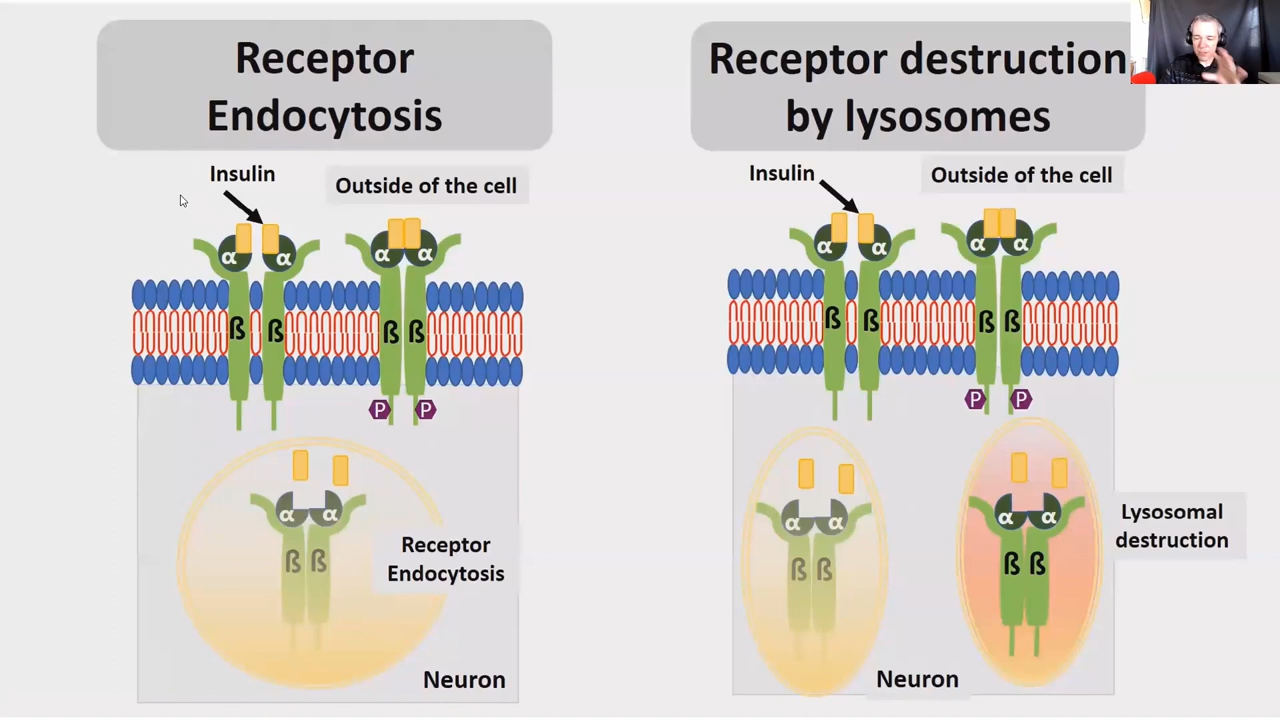 Receptor
Endocytosis
Insulin
Outside of the cell
α α α α
ß ß ß ß
P P
α α
ß ß
Receptor
Endocytosis
Neuron
Receptor destruction
by lysosomes
Insulin
Outside of the cell
α α α α
ß ß ß ß
P P
α α α α
ß ß ß ß
Lysosomal
destruction
Neuron